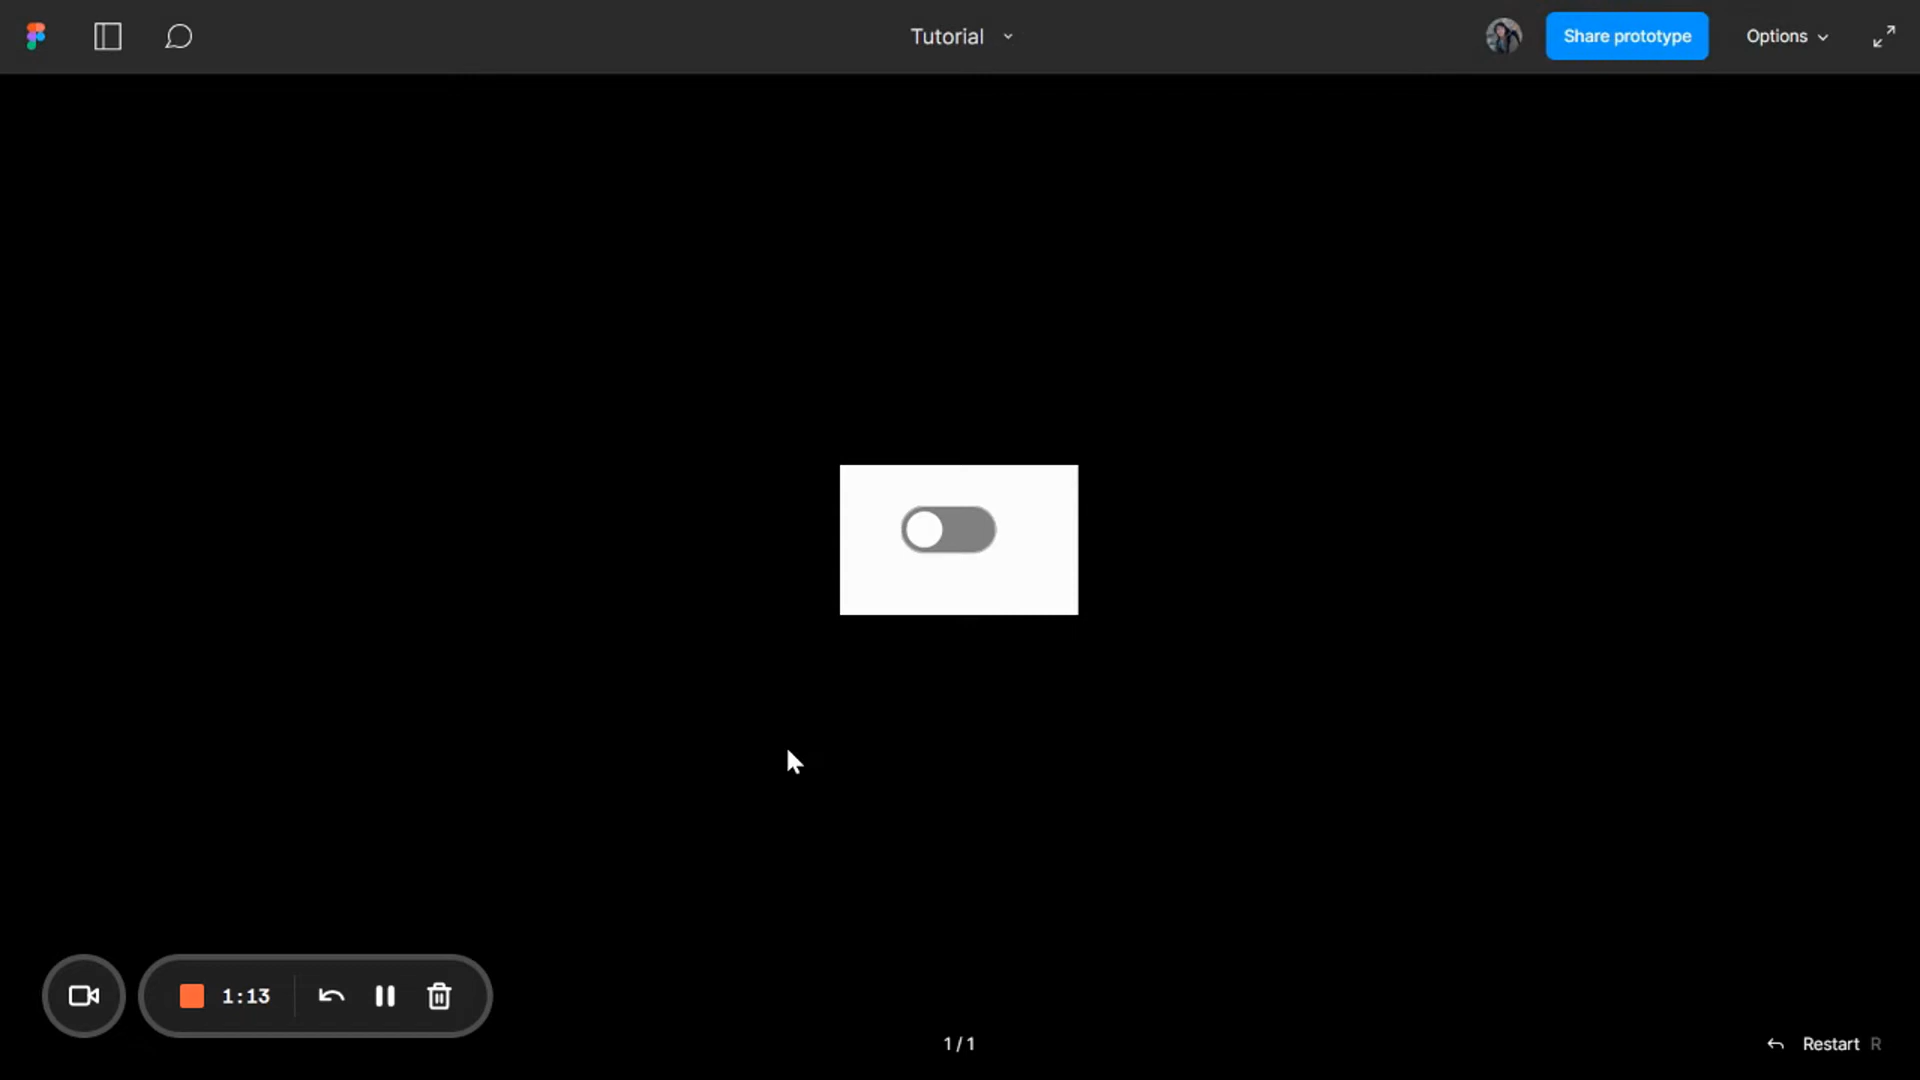 Tutorial
Share prototype
Options
1:13
1 / 1
Restart R